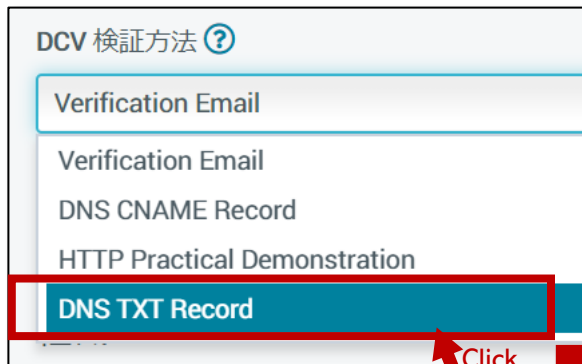 DCV 検証方法 ?
Verification Email
Verification Email
DNS CNAME Record
HTTP Practical Demonstration
DNS TXT Record
Click